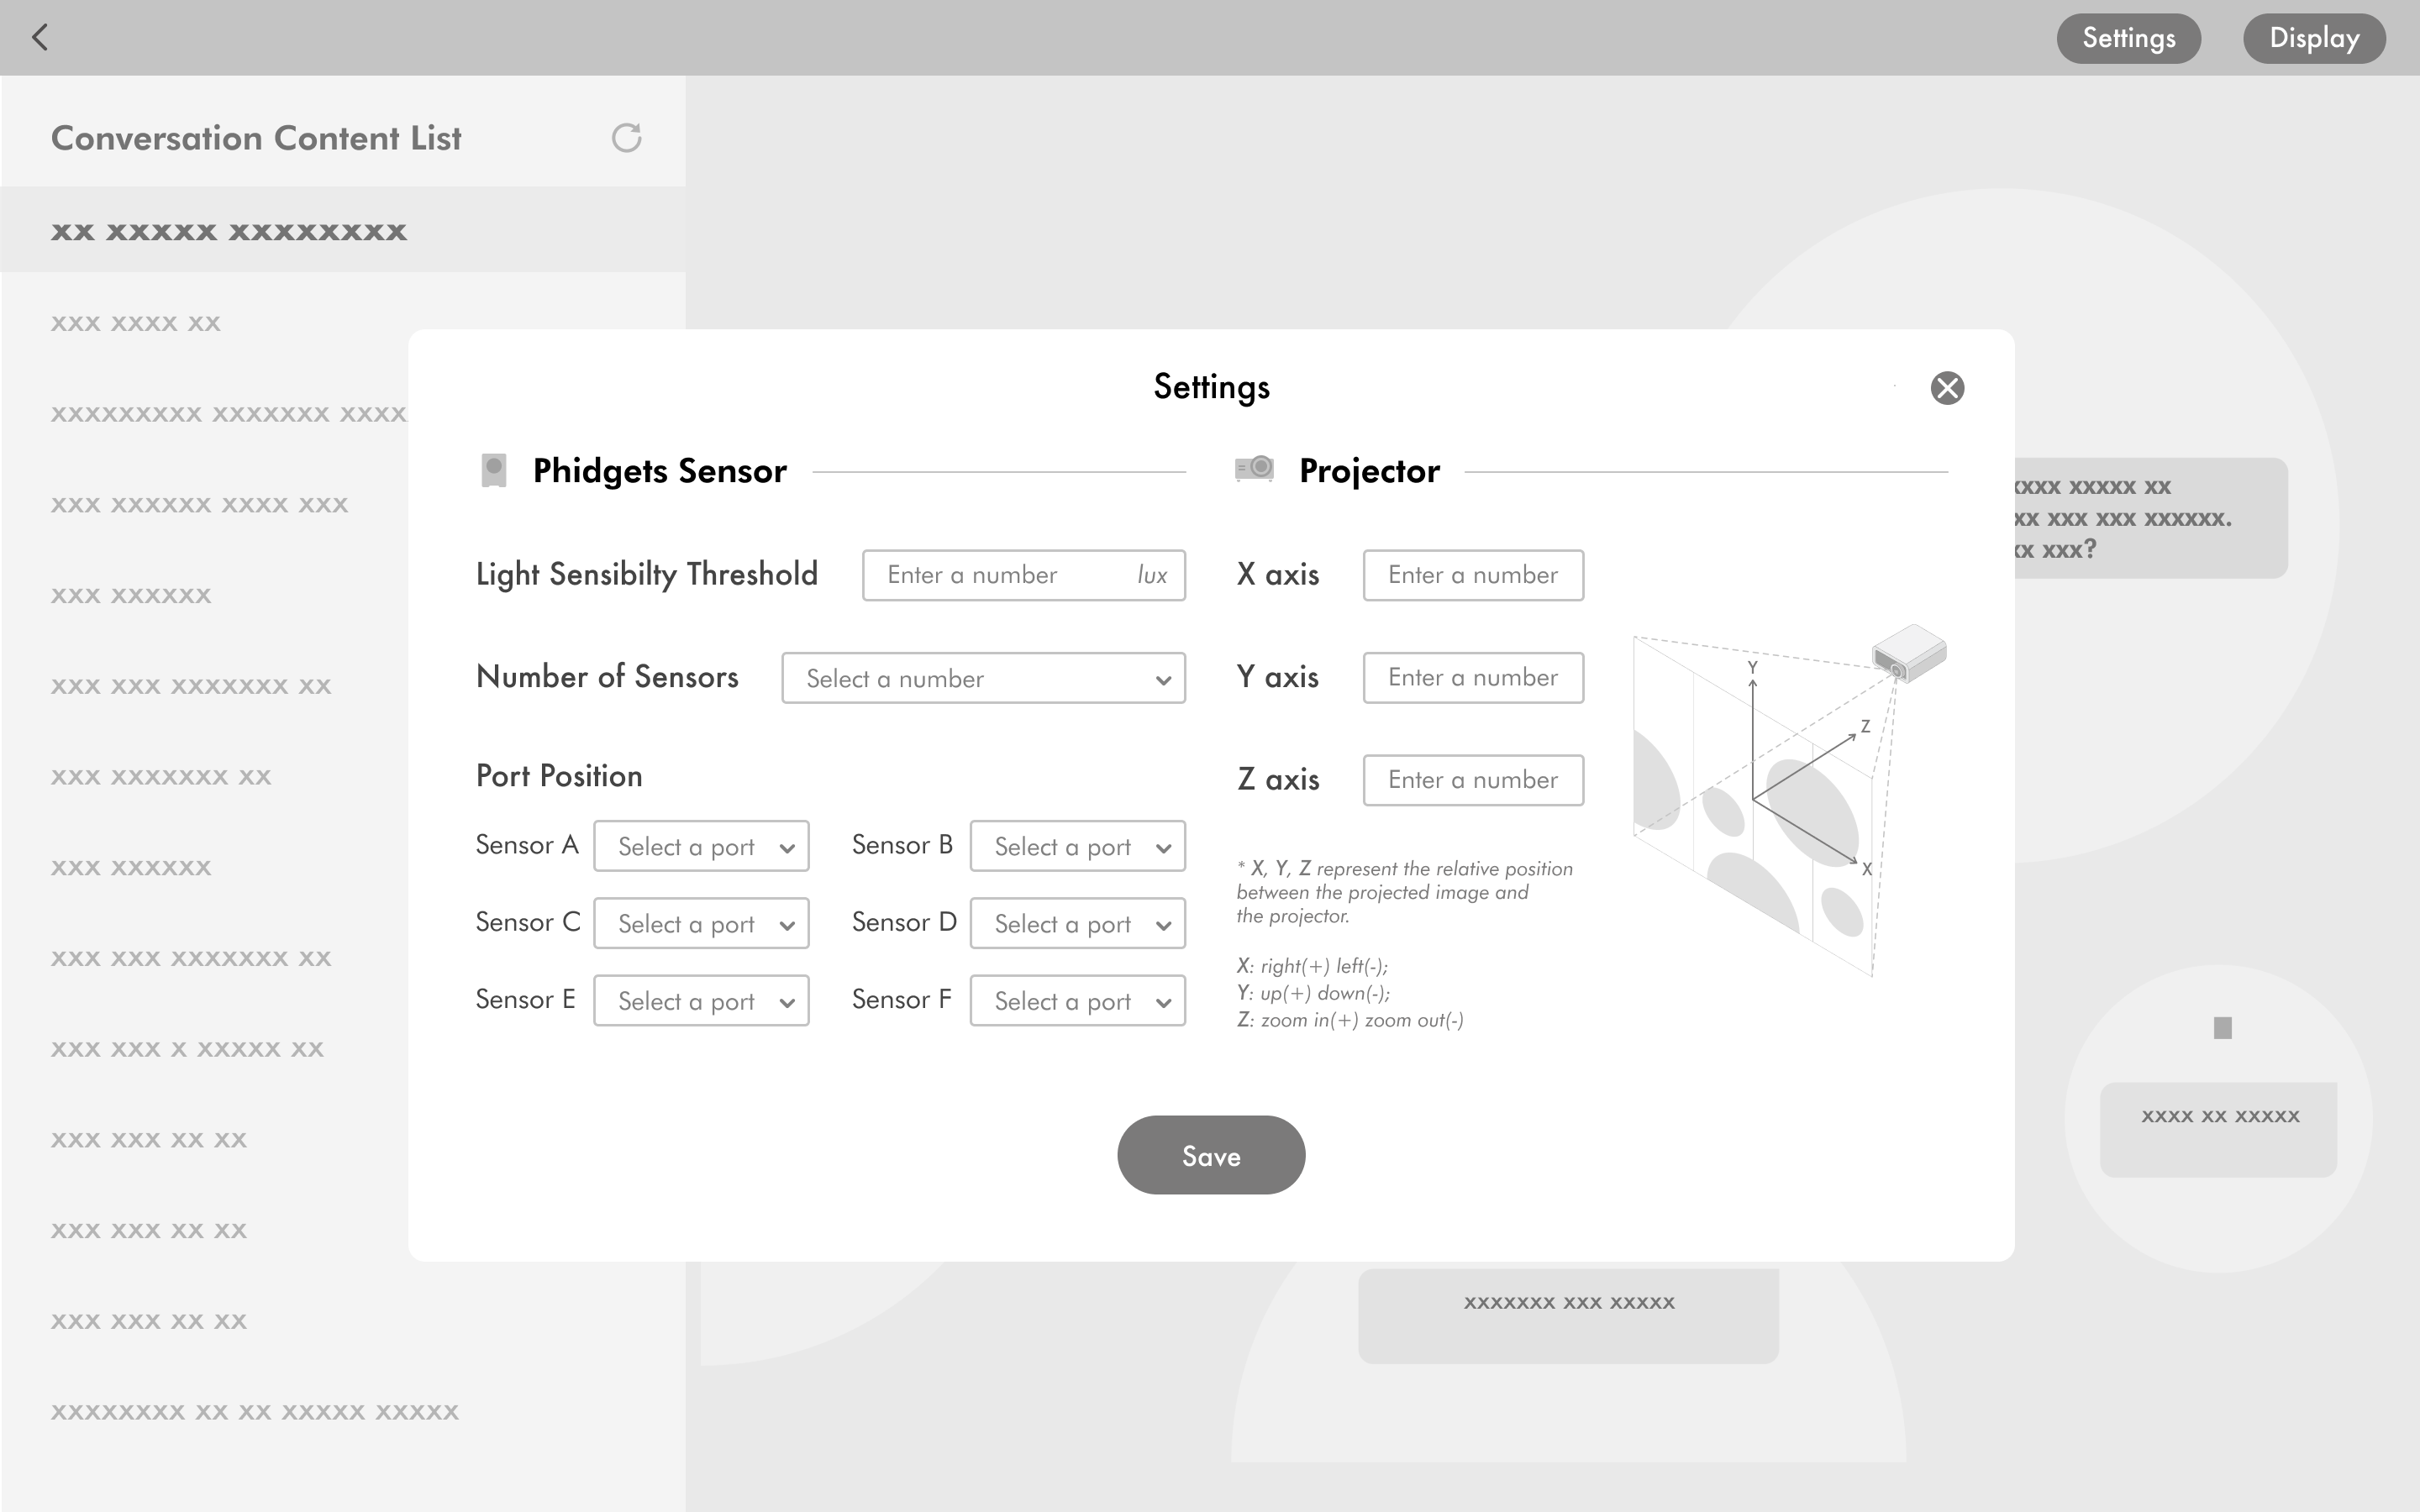 Settings
Display
Conversation Content List
xx xxxxx xxxxxxxx
xxx xxxx xx
xxxxxxxxx xxxxxxx xxxx
xxx xxxxxx xxxx xxx
xxx xxxxxx
xxx xxx xxxxxxx xx
xxx xxxxxxx xx
xxx xxxxxx
xxx xxx xxxxxxx xx
xxx xxx x xxxxx xx
xxx xxx xx xx
xxx xxx xx xx
xxx xxx xx xx
xxxxxxxx xx xx xxxxx xxxxx
Settings
Phidgets Sensor
Light Sensibilty Threshold
Enter a number lux
Number of Sensors
Select a number
Port Position
Sensor A Select a port
Sensor B Select a port
Sensor C Select a port
Sensor D Select a port
Sensor E Select a port
Sensor F Select a port
Projector
X axis Enter a number
Y axis Enter a number
Z axis Enter a number
* X, Y, Z represent the relative position
between the projected image and
the projector.
X: right(+) left(-);
Y: up(+) down(-);
Z: zoom in(+) zoom out(-)
Y
Z
X
Save
xxxx xxxxx xx
xx xxx xxx xxxxxx.
xx xxx?
xxxx xx xxxxx
xxxxxxx xxx xxxxx